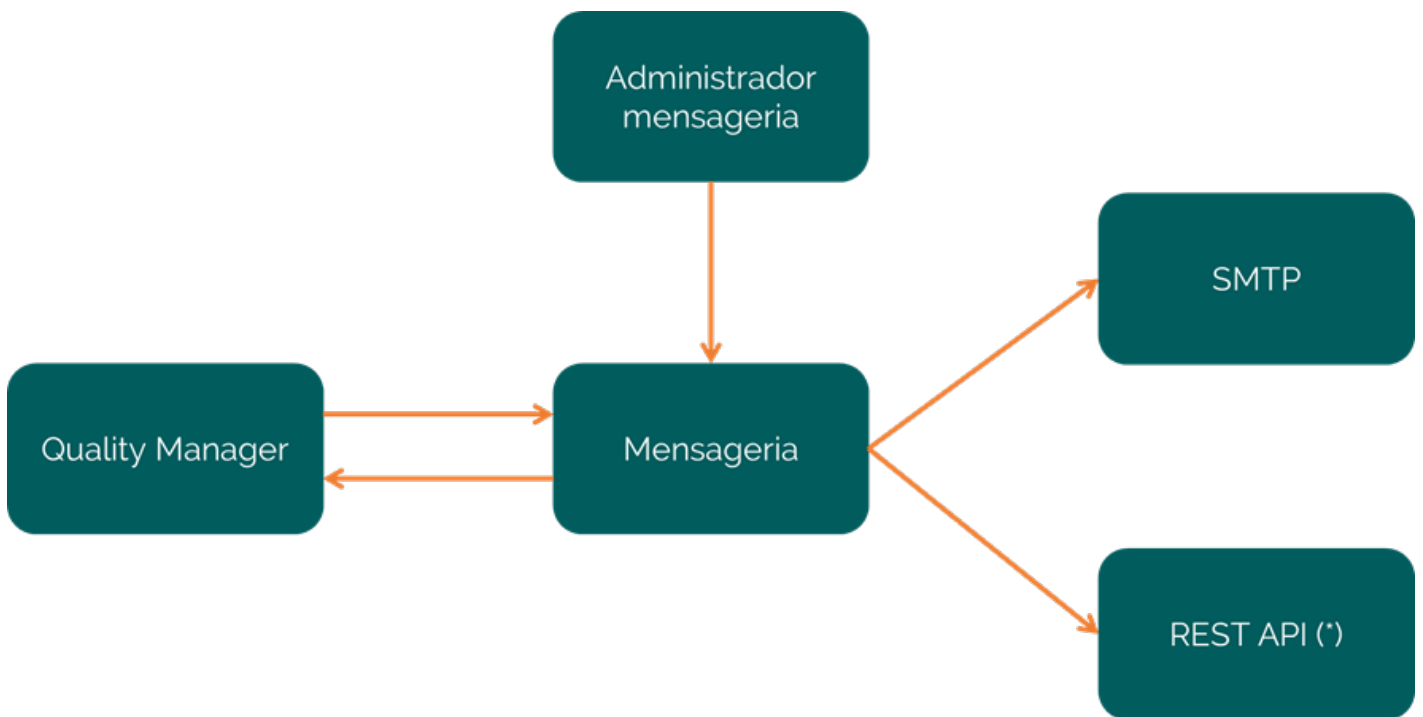 Administrador
mensageria
SMTP
Quality Manager
Mensageria
REST API (*)